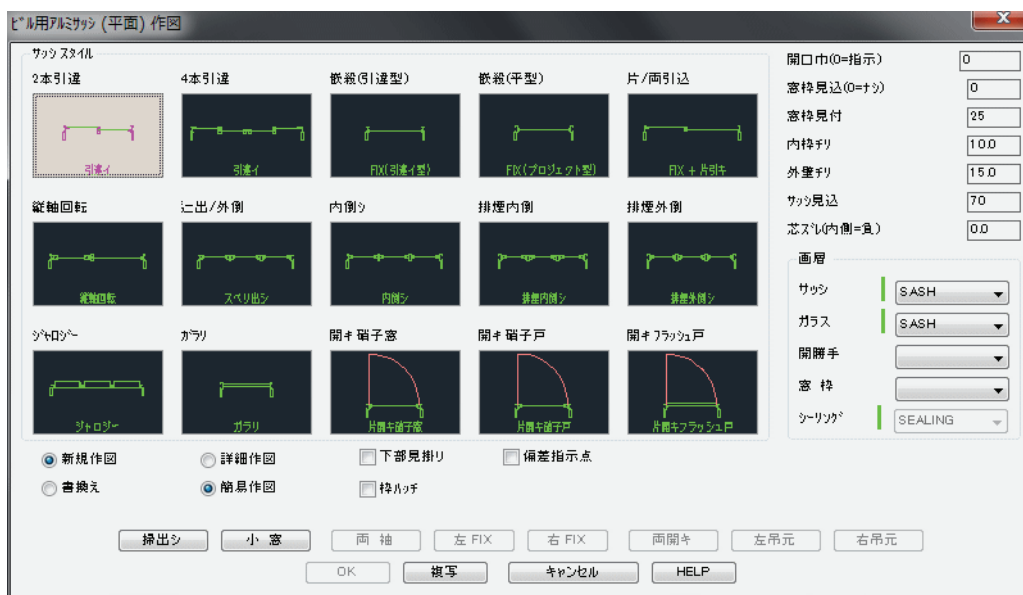 ﾋﾞﾙ用ｱﾙﾐｻｯｼ (平面) 作図
ｻｯｼ ｽﾀｲﾙ
2本引違
4本引違
嵌殺(引違型)
嵌殺(平型)
片/両引込
引違イ
引違イ
FIX(引違イ型)
FIX(プロジェクト型)
FIX + 片引キ
縦軸回転
辷出/外倒
内倒ｼ
排煙内倒
排煙外倒
縦軸回転
スベリ出シ
内倒シ
排煙内倒シ
排煙外倒シ
ｼﾞｬﾛｼﾞｰ
ｶﾞﾗﾘ
開ｷ 硝子窓
開ｷ 硝子戸
開ｷ ﾌﾗｯｼｭ戸
ジャロジー
ガラリ
片開キ硝子窓
片開キ硝子戸
片開キフラッシュ戸
開口巾(0=指示)
0
窓枠見込(0=ﾅｼ)
0
窓枠見付
25
内枠ﾁﾘ
10.0
外壁ﾁﾘ
15.0
ｻｯｼ見込
70
芯ｽﾞﾚ(内側=負)
0.0
画層
サッシ
SASH
ガラス
SASH
開勝手
窓 枠
ｼｰﾘﾝｸﾞ
SEALING
新規作図
詳細作図
下部見掛リ
偏差指示点
書換え
簡易作図
枠ﾊｯﾁ
掃出シ
小 窓
両 袖
左 FIX
右 FIX
両開キ
左吊元
右吊元
OK
複写
ｷｬﾝｾﾙ
HELP